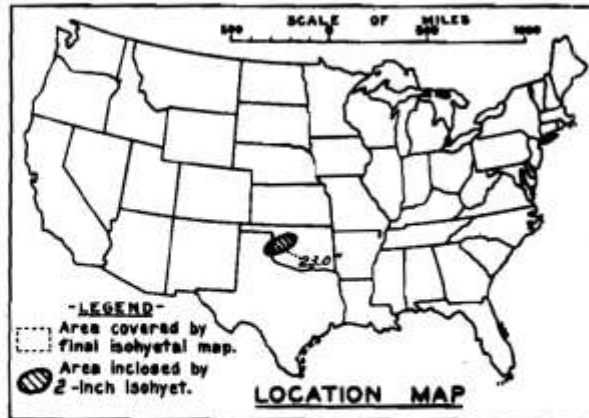 SCALE OF MILES
500 0 500 1000
23.0"
-LEGEND-
Area covered by
final isohyetal map.
Area inclosed by
2-inch Isohyet.
LOCATION MAP